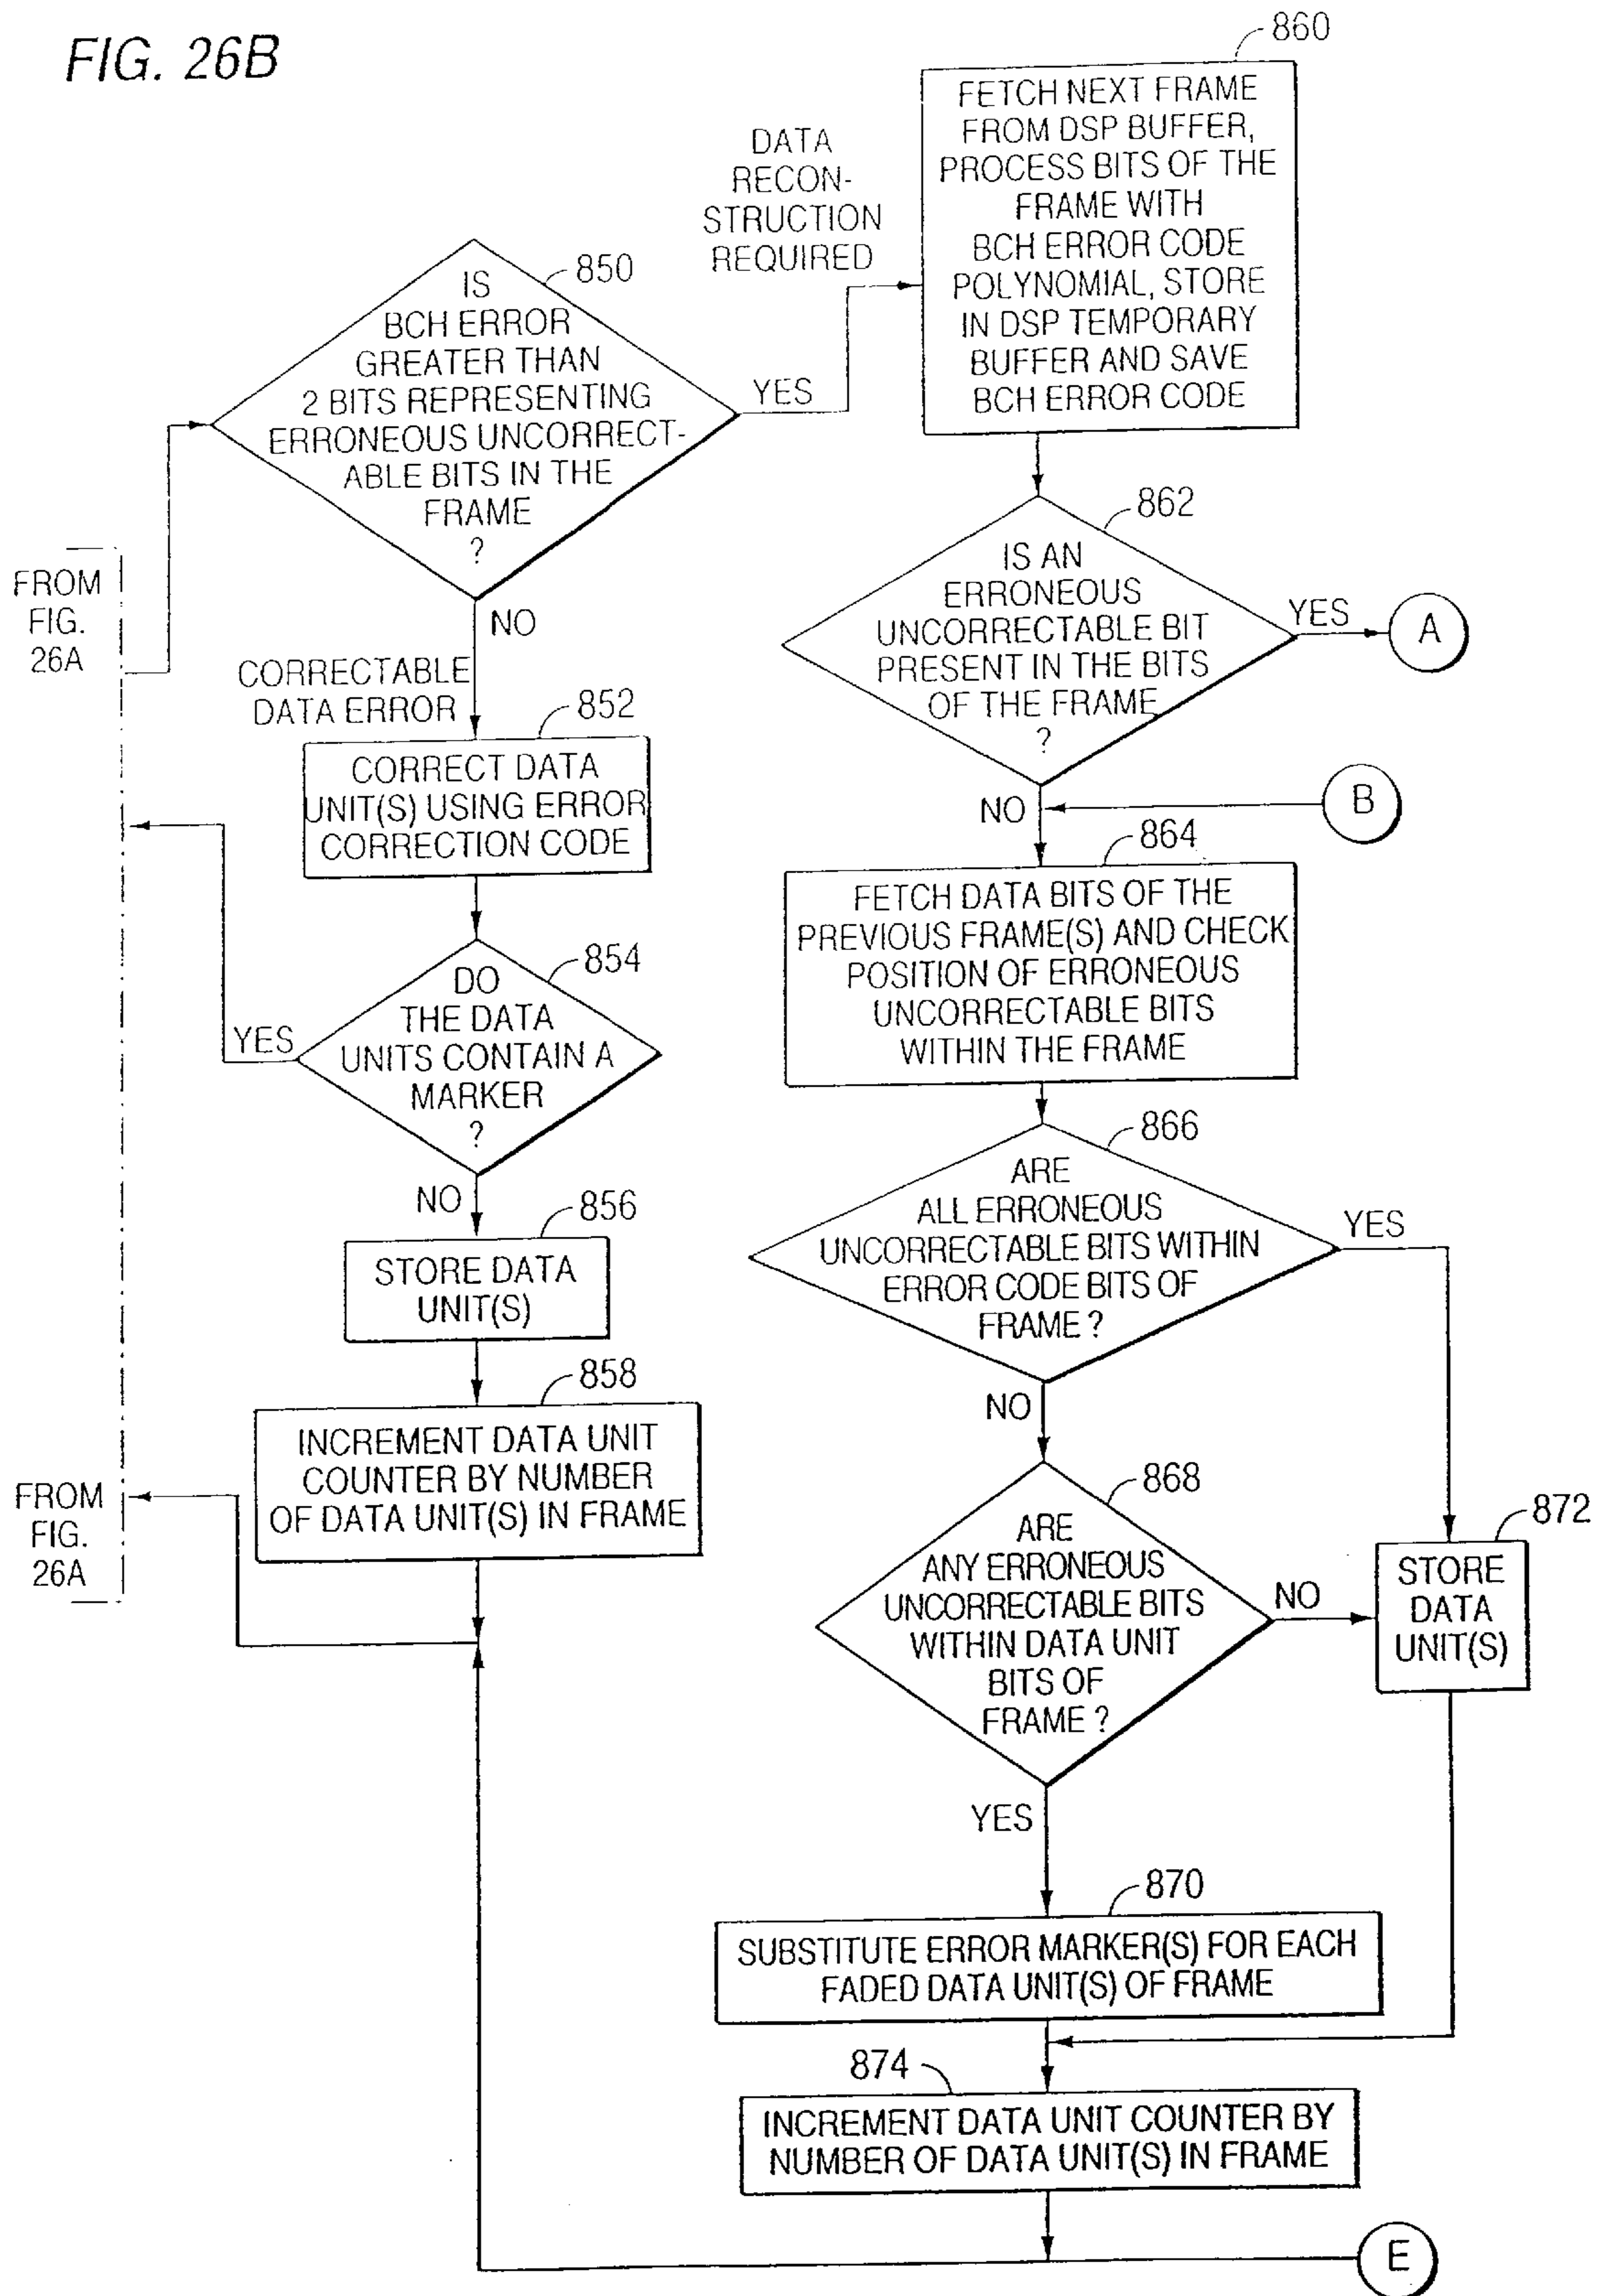 FIG. 26B
860
FETCH NEXT FRAME
FROM DSP BUFFER,
PROCESS BITS OF THE
FRAME WITH
BCH ERROR CODE
POLYNOMIAL, STORE
IN DSP TEMPORARY
BUFFER AND SAVE
BCH ERROR CODE
DATA
RECON-
STRUCTION
REQUIRED
850
IS
BCH ERROR
GREATER THAN
2 BITS REPRESENTING
ERRONEOUS UNCORRECT-
ABLE BITS IN THE
FRAME
?
YES
NO
FROM
FIG.
26A
CORRECTABLE
DATA ERROR
852
CORRECT DATA
UNIT(S) USING ERROR
CORRECTION CODE
854
DO
THE DATA
UNITS CONTAIN A
MARKER
?
YES
NO
856
STORE DATA
UNIT(S)
858
INCREMENT DATA UNIT
COUNTER BY NUMBER
OF DATA UNIT(S) IN FRAME
FROM
FIG.
26A
862
IS AN
ERRONEOUS
UNCORRECTABLE BIT
PRESENT IN THE BITS
OF THE FRAME
?
YES
A
NO
B
864
FETCH DATA BITS OF THE
PREVIOUS FRAME(S) AND CHECK
POSITION OF ERRONEOUS
UNCORRECTABLE BITS
WITHIN THE FRAME
866
ARE
ALL ERRONEOUS
UNCORRECTABLE BITS WITHIN
ERROR CODE BITS OF
FRAME ?
YES
NO
868
ARE
ANY ERRONEOUS
UNCORRECTABLE BITS
WITHIN DATA UNIT
BITS OF
FRAME ?
NO
YES
872
STORE
DATA
UNIT(S)
870
SUBSTITUTE ERROR MARKER(S) FOR EACH
FADED DATA UNIT(S) OF FRAME
874
INCREMENT DATA UNIT COUNTER BY
NUMBER OF DATA UNIT(S) IN FRAME
E